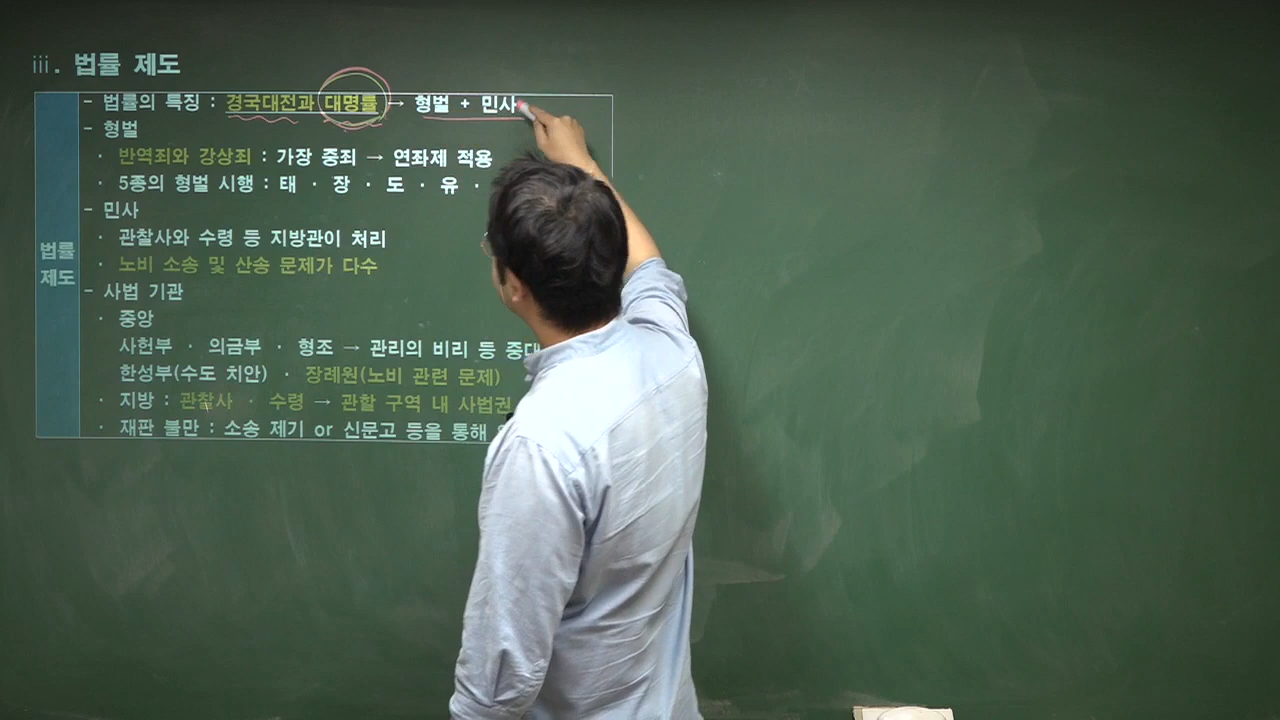 ⅲ. 법률 제도
법률
제도
- 법률의 특징 : 경국대전과 대명률 → 형벌 + 민사
- 형벌
· 반역죄와 강상죄 : 가장 중죄 → 연좌제 적용
· 5종의 형벌 시행 : 태 · 장 · 도 · 유 ·
- 민사
· 관찰사와 수령 등 지방관이 처리
· 노비 소송 및 산송 문제가 다수
- 사법 기관
· 중앙
사헌부 · 의금부 · 형조 → 관리의 비리 등
한성부(수도 치안) · 장례원(노비 관련 문제)
· 지방 : 관찰사 · 수령 → 관할 구역 내 사법권
· 재판 불만 : 소송 제기 or 신문고 등을 통해